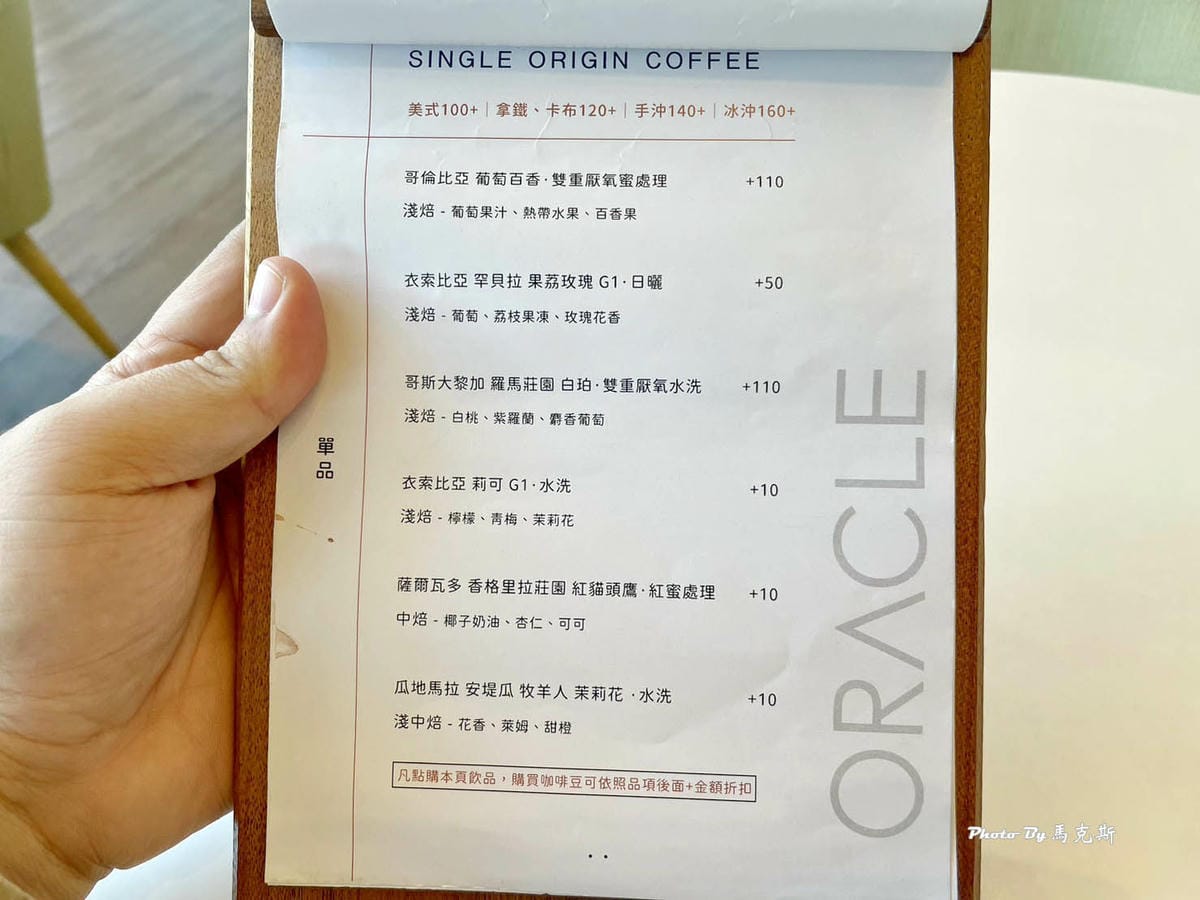 SINGLE ORIGIN COFFEE
美式100+｜拿鐵、卡布120+｜手沖140+｜冰沖160+
哥倫比亞 葡萄百香·雙重厭氧蜜處理 +110
淺焙 - 葡萄果汁、熱帶水果、百香果
衣索比亞 罕貝拉 果荔玫瑰 G1·日曬 +50
淺焙 - 葡萄、荔枝果凍、玫瑰花香
哥斯大黎加 羅馬莊園 白珀·雙重厭氧水洗 +110
淺焙 - 白桃、紫羅蘭、麝香葡萄
單品
衣索比亞 莉可 G1·水洗 +10
淺焙 - 檸檬、青梅、茉莉花
薩爾瓦多 香格里拉莊園 紅貓頭鷹·紅蜜處理 +10
中焙 - 椰子奶油、杏仁、可可
瓜地馬拉 安堤瓜 牧羊人 茉莉花 ·水洗 +10
淺中焙 - 花香、萊姆、甜橙
凡點購本頁飲品，購買咖啡豆可依照品項後面+金額折扣
ORACLE
Photo By 馬克斯